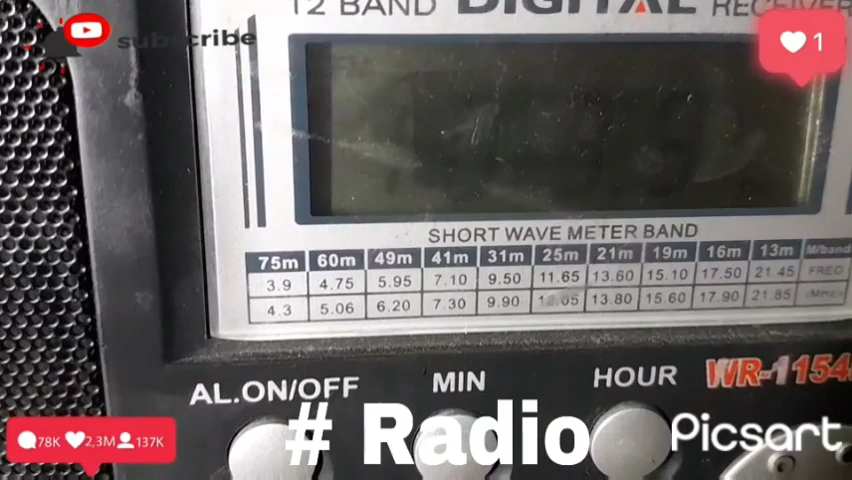 12 BAND DIGITAL RECEIVER
subscribe
1
SHORT WAVE METER BAND
75m 60m 49m 41m 31m 25m 21m 19m 16m 13m M/band
3.9 4.75 5.95 7.10 9.50 11.65 13.60 15.10 17.50 21.45 FREQ
4.3 5.06 6.20 7.30 9.90 12.05 13.80 15.60 17.90 21.85 (MHz)
AL.ON/OFF MIN HOUR WR-1154
# Radio
Picsart
78K 2,3M 137K